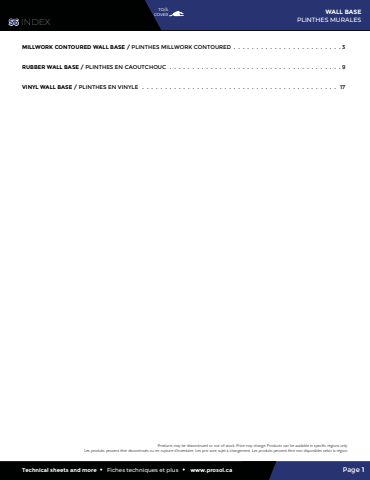 INDEX
TO/À
COVER
WALL BASE
PLINTHES MURALES
MILLWORK CONTOURED WALL BASE / PLINTHES MILLWORK CONTOURED . . . . . . . . . . . . . . . . . . . . . . . 3
RUBBER WALL BASE / PLINTHES EN CAOUTCHOUC . . . . . . . . . . . . . . . . . . . . . . . . . . . . . . . . . . . . . 9
VINYL WALL BASE / PLINTHES EN VINYLE . . . . . . . . . . . . . . . . . . . . . . . . . . . . . . . . . . . . . . . . . . 17
Products may be discontinued or out of stock. Price may change. Products can be available in specific regions only.
Les produits peuvent être discontinués ou en rupture d'inventaire. Les prix sont sujet à changement. Les produits peuvent être non disponibles selon la région.
Technical sheets and more • Fiches techniques et plus • www.prosol.ca
Page 1